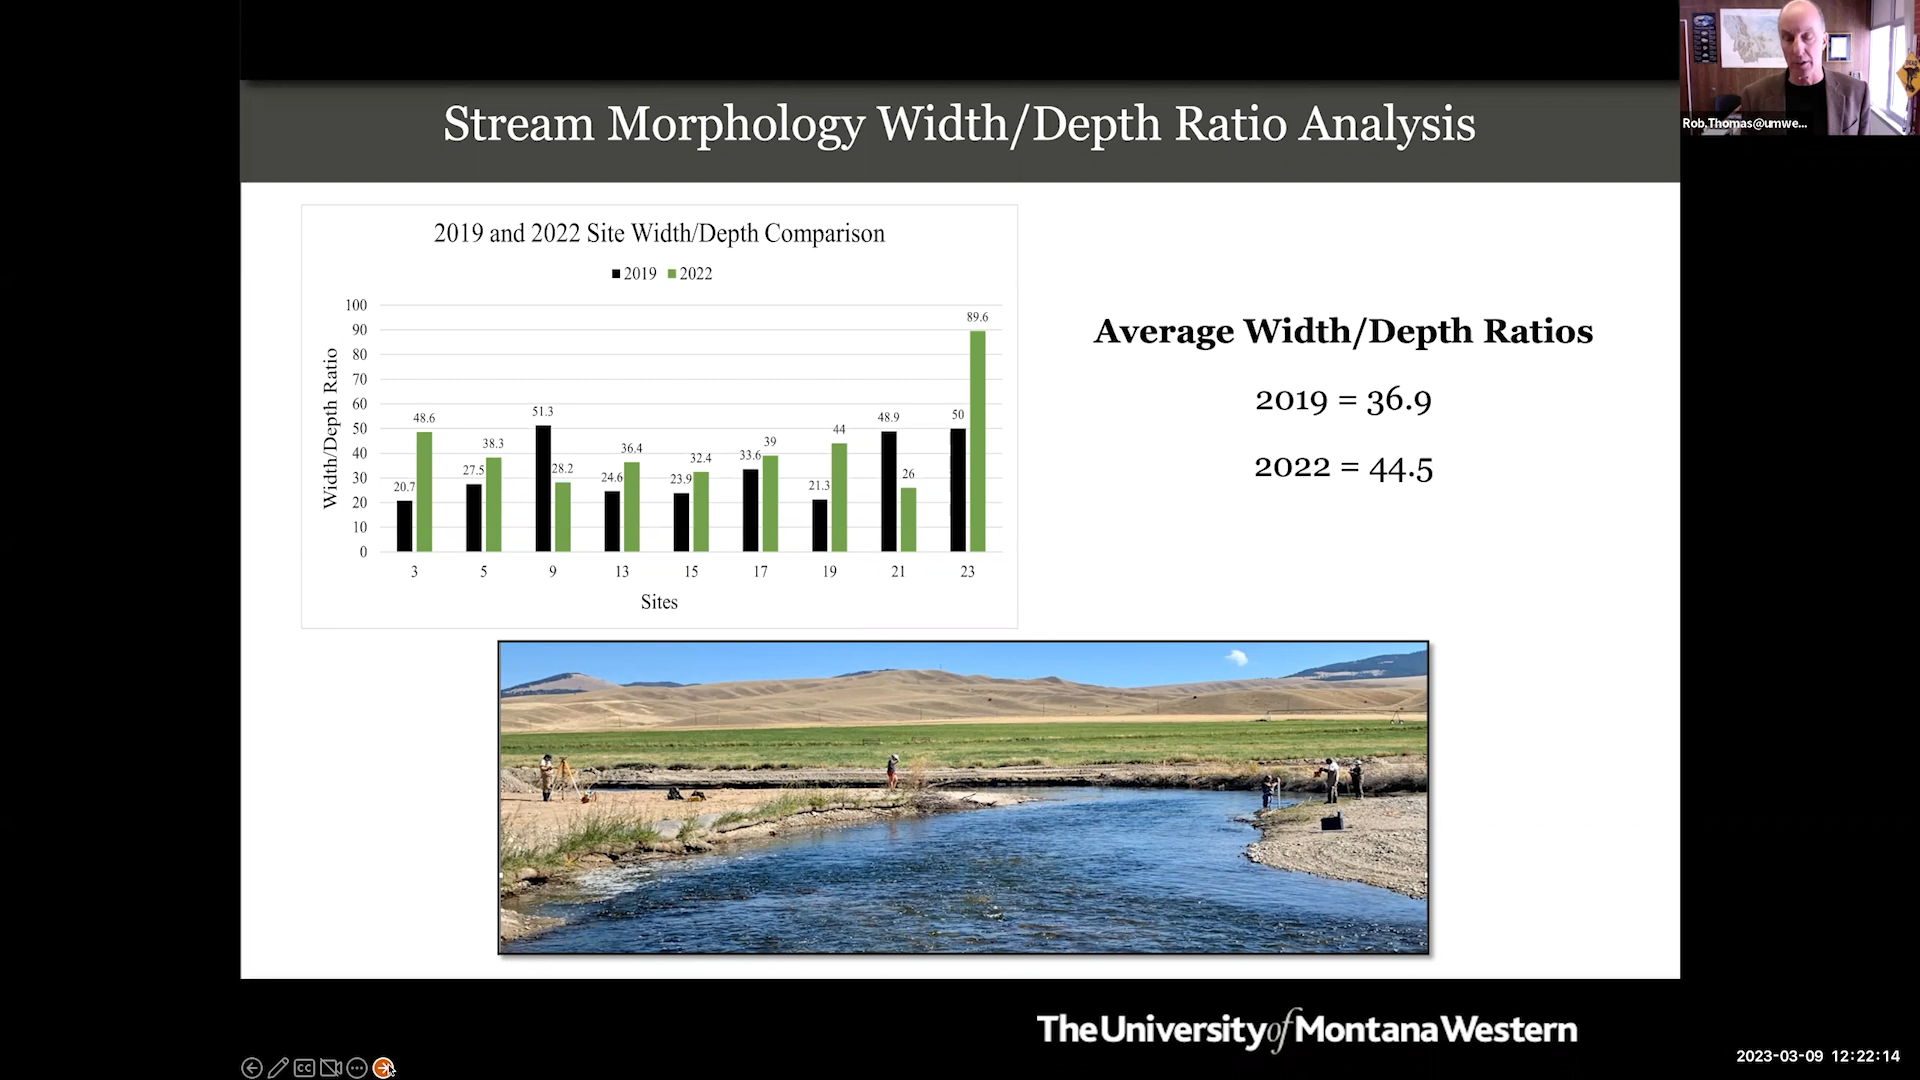 Stream Morphology Width/Depth Ratio Analysis
Rob.Thomas@umwe...
2019 and 2022 Site Width/Depth Comparison
2019 2022
Width/Depth Ratio
100
90
80
70
60
50
40
30
20
10
0
20.7 48.6
27.5 38.3
51.3 28.2
24.6 36.4
23.9 32.4
33.6 39
21.3 44
48.9 26
50 89.6
3 5 9 13 15 17 19 21 23
Sites
Average Width/Depth Ratios
2019 = 36.9
2022 = 44.5
The University of Montana Western
CC
2023-03-09 12:22:14